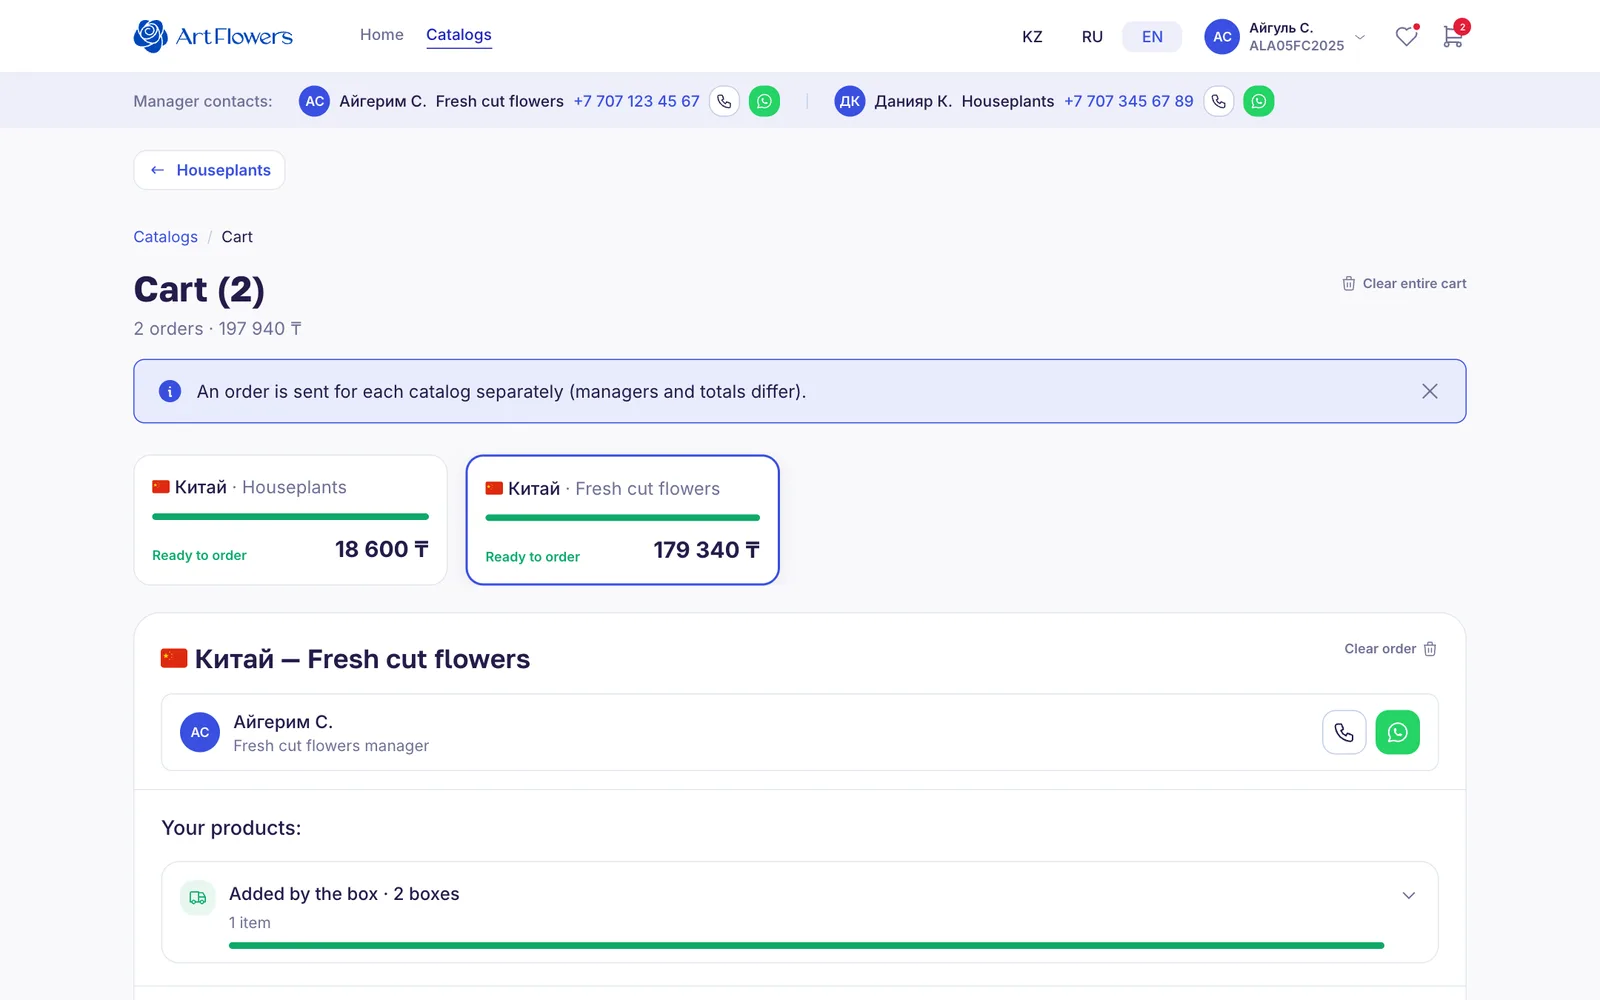 ArtFlowers
Home
Catalogs
KZ
RU
EN
AC
Айгуль С.
ALA05FC2025
2
Manager contacts:
АС
Айгерим С.
Fresh cut flowers
+7 707 123 45 67
ДК
Данияр К.
Houseplants
+7 707 345 67 89
← Houseplants
Catalogs / Cart
Cart (2)
Clear entire cart
2 orders · 197 940 ₸
An order is sent for each catalog separately (managers and totals differ).
Китай · Houseplants
Ready to order
18 600 ₸
Китай · Fresh cut flowers
Ready to order
179 340 ₸
Китай – Fresh cut flowers
Clear order
АС
Айгерим С.
Fresh cut flowers manager
Your products:
Added by the box · 2 boxes
1 item